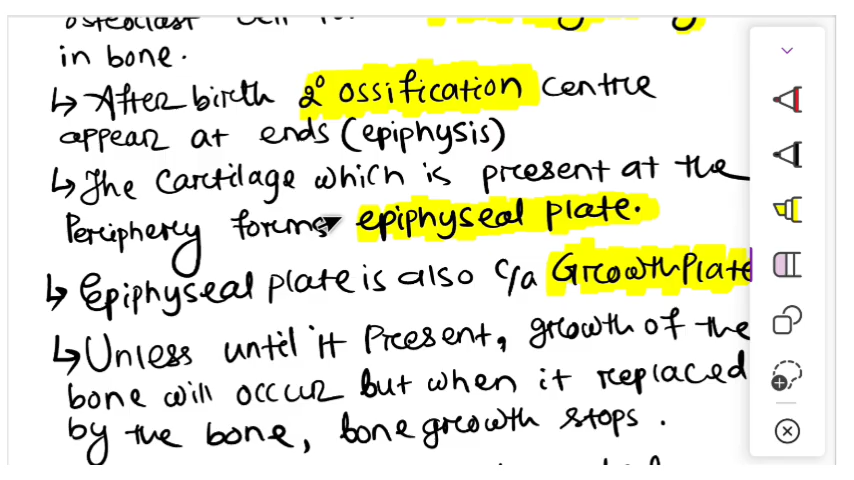 in bone.
↳ After birth 2° ossification centre
appear at ends (epiphysis)
↳ The cartilage which is present at the
Periphery forms epiphyseal plate.
↳ Epiphyseal plate is also c/a Growth Plate
↳ Unless until it Present, growth of the
bone will occur but when it replaced
by the bone, bone growth stops.